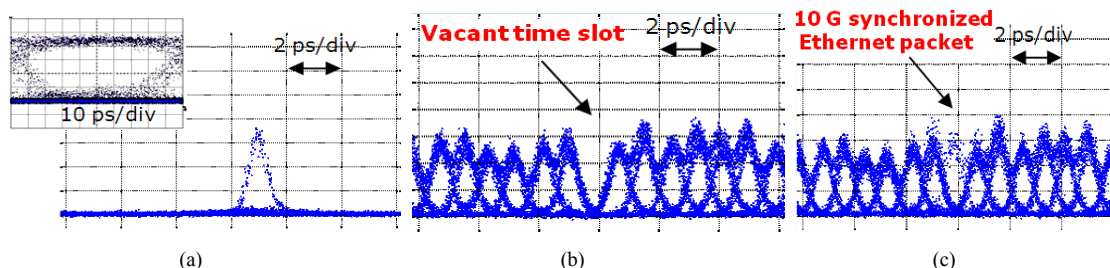 2 ps/div
10 ps/div
(a)
Vacant time slot
2 ps/div
(b)
10 G synchronized
Ethernet packet
2 ps/div
(c)